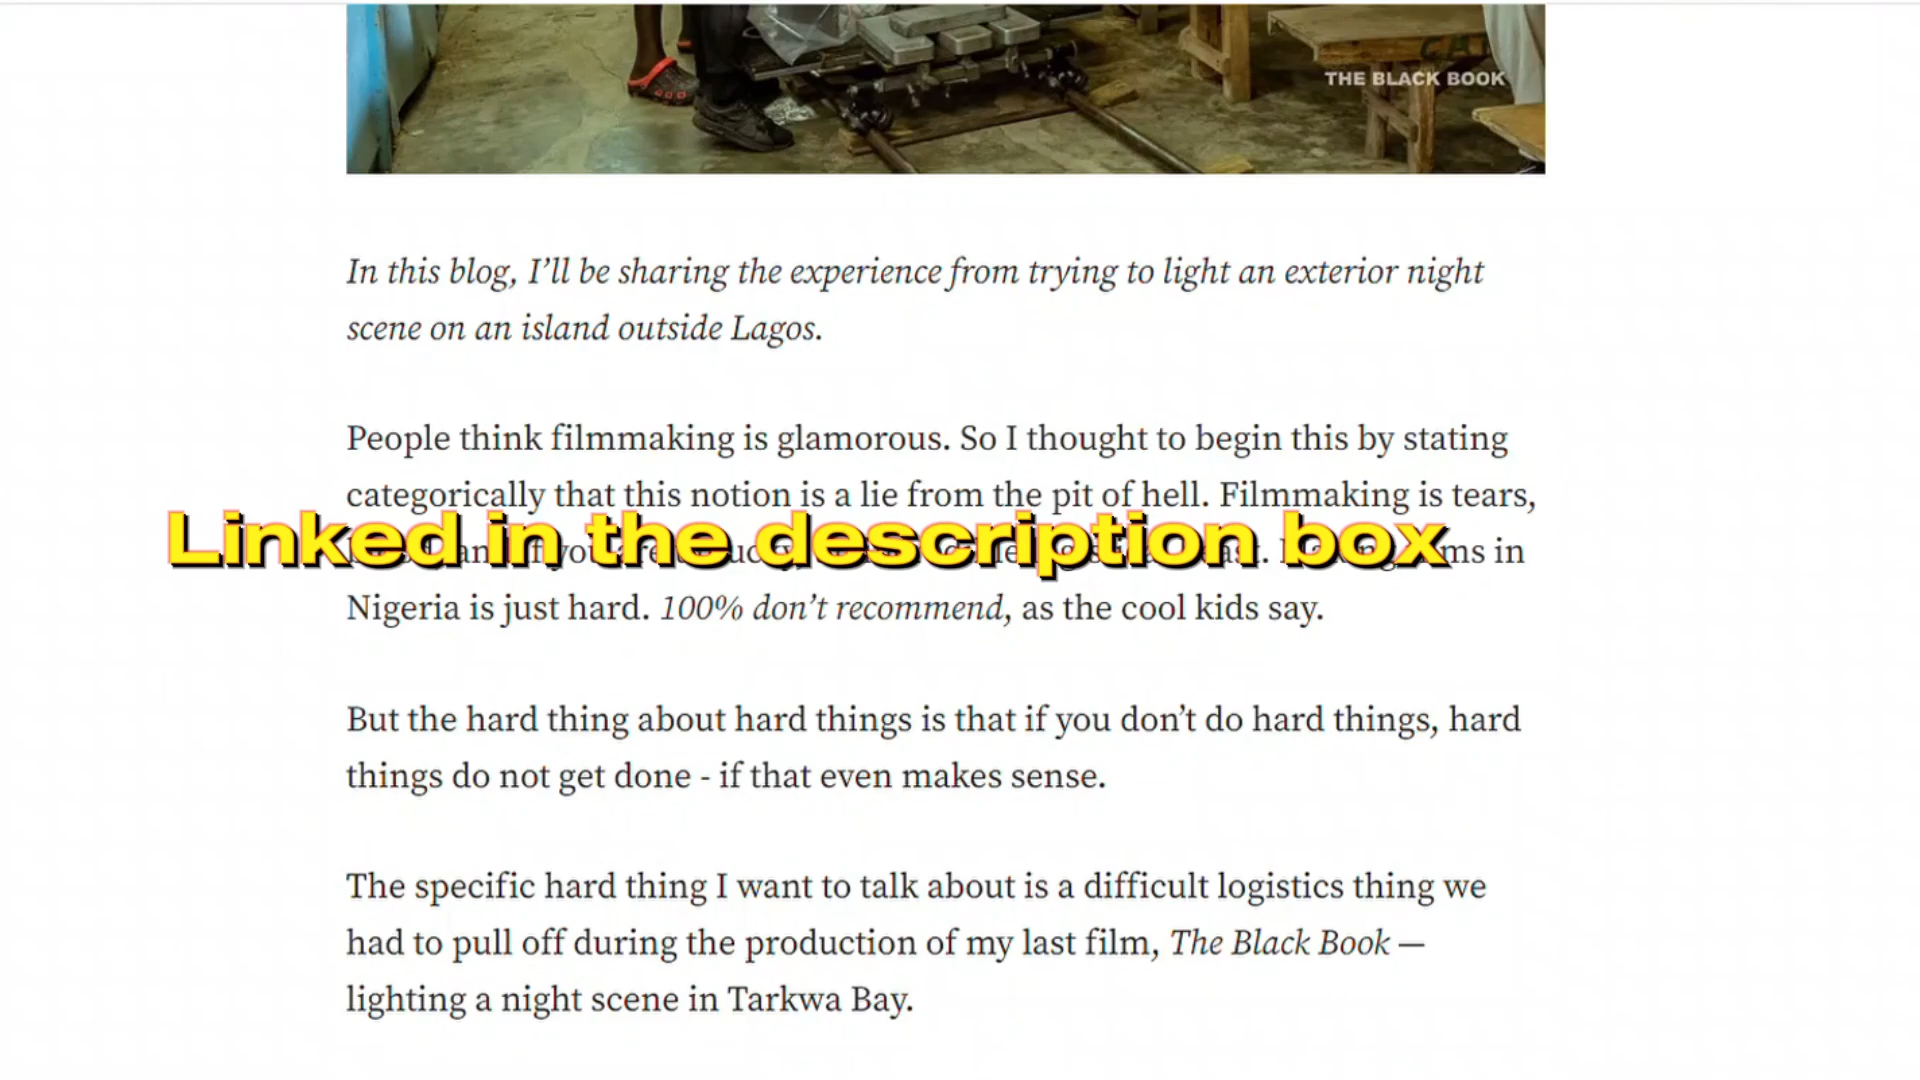 CA
THE BLACK BOOK
In this blog, I’ll be sharing the experience from trying to light an exterior night
scene on an island outside Lagos.
People think filmmaking is glamorous. So I thought to begin this by stating
categorically that this notion is a lie from the pit of hell. Filmmaking is tears,
Linked in the description box
in
Nigeria is just hard. 100% don’t recommend, as the cool kids say.
But the hard thing about hard things is that if you don’t do hard things, hard
things do not get done - if that even makes sense.
The specific hard thing I want to talk about is a difficult logistics thing we
had to pull off during the production of my last film, The Black Book —
lighting a night scene in Tarkwa Bay.